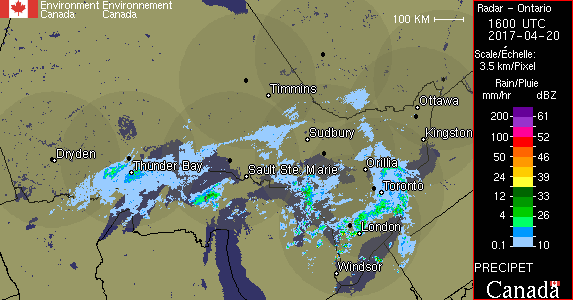 Environment Environnement
Canada Canada
100 KM
Timmins
Ottawa
Sudbury
Kingston
Dryden
Thunder Bay
Sault Ste. Marie
Orillia
Toronto
London
Windsor
Radar - Ontario
1600 UTC
2017-04-20
Scale/Échelle:
3.5 km/Pixel
Rain/Pluie
mm/hr dBZ
200 61
100 52
50 46
24 39
12 33
4 26
0.1 10
PRECIPET
Canada